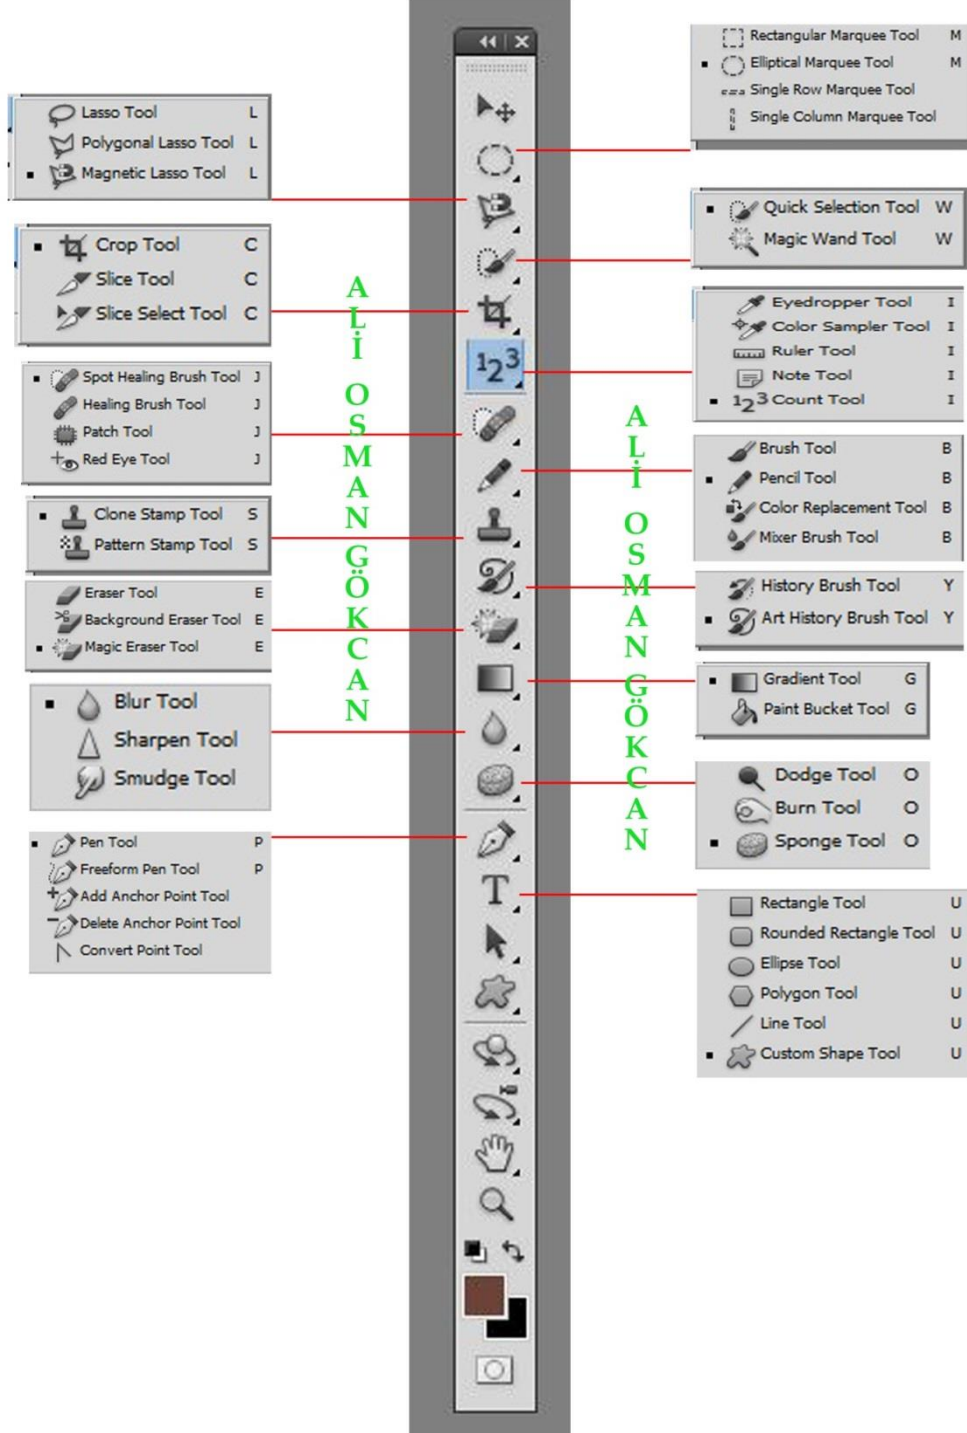 Lasso Tool L
Polygonal Lasso Tool L
Magnetic Lasso Tool L
Crop Tool C
Slice Tool C
Slice Select Tool C
Spot Healing Brush Tool J
Healing Brush Tool J
Patch Tool J
Red Eye Tool J
Clone Stamp Tool S
Pattern Stamp Tool S
Eraser Tool E
Background Eraser Tool E
Magic Eraser Tool E
Blur Tool
Sharpen Tool
Smudge Tool
Pen Tool P
Freeform Pen Tool P
Add Anchor Point Tool
Delete Anchor Point Tool
Convert Point Tool
ALİ OSMAN GÖKCAN
123
T
ALİ OSMAN GÖKCAN
Rectangular Marquee Tool M
Elliptical Marquee Tool M
Single Row Marquee Tool
Single Column Marquee Tool
Quick Selection Tool W
Magic Wand Tool W
Eyedropper Tool I
Color Sampler Tool I
Ruler Tool I
Note Tool I
123 Count Tool I
Brush Tool B
Pencil Tool B
Color Replacement Tool B
Mixer Brush Tool B
History Brush Tool Y
Art History Brush Tool Y
Gradient Tool G
Paint Bucket Tool G
Dodge Tool O
Burn Tool O
Sponge Tool O
Rectangle Tool U
Rounded Rectangle Tool U
Ellipse Tool U
Polygon Tool U
Line Tool U
Custom Shape Tool U